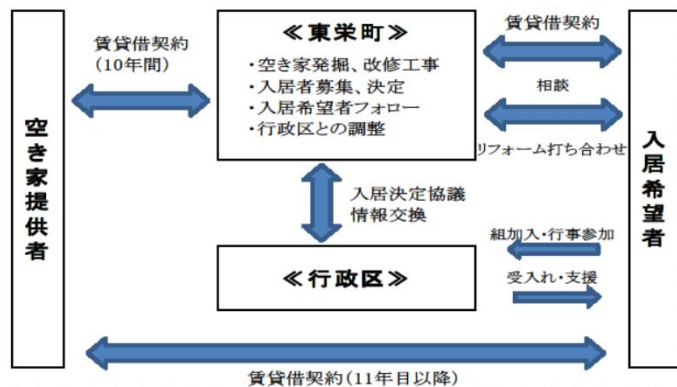 ≪東栄町≫
・空き家発掘、改修工事
・入居者募集、決定
・入居希望者フォロー
・行政区との調整
賃貸借契約
(10年間)
賃貸借契約
相談
リフォーム打ち合わせ
空き家提供者
入居希望者
入居決定協議
情報交換
組加入・行事参加
≪行政区≫
受入れ・支援
賃貸借契約(11年目以降)